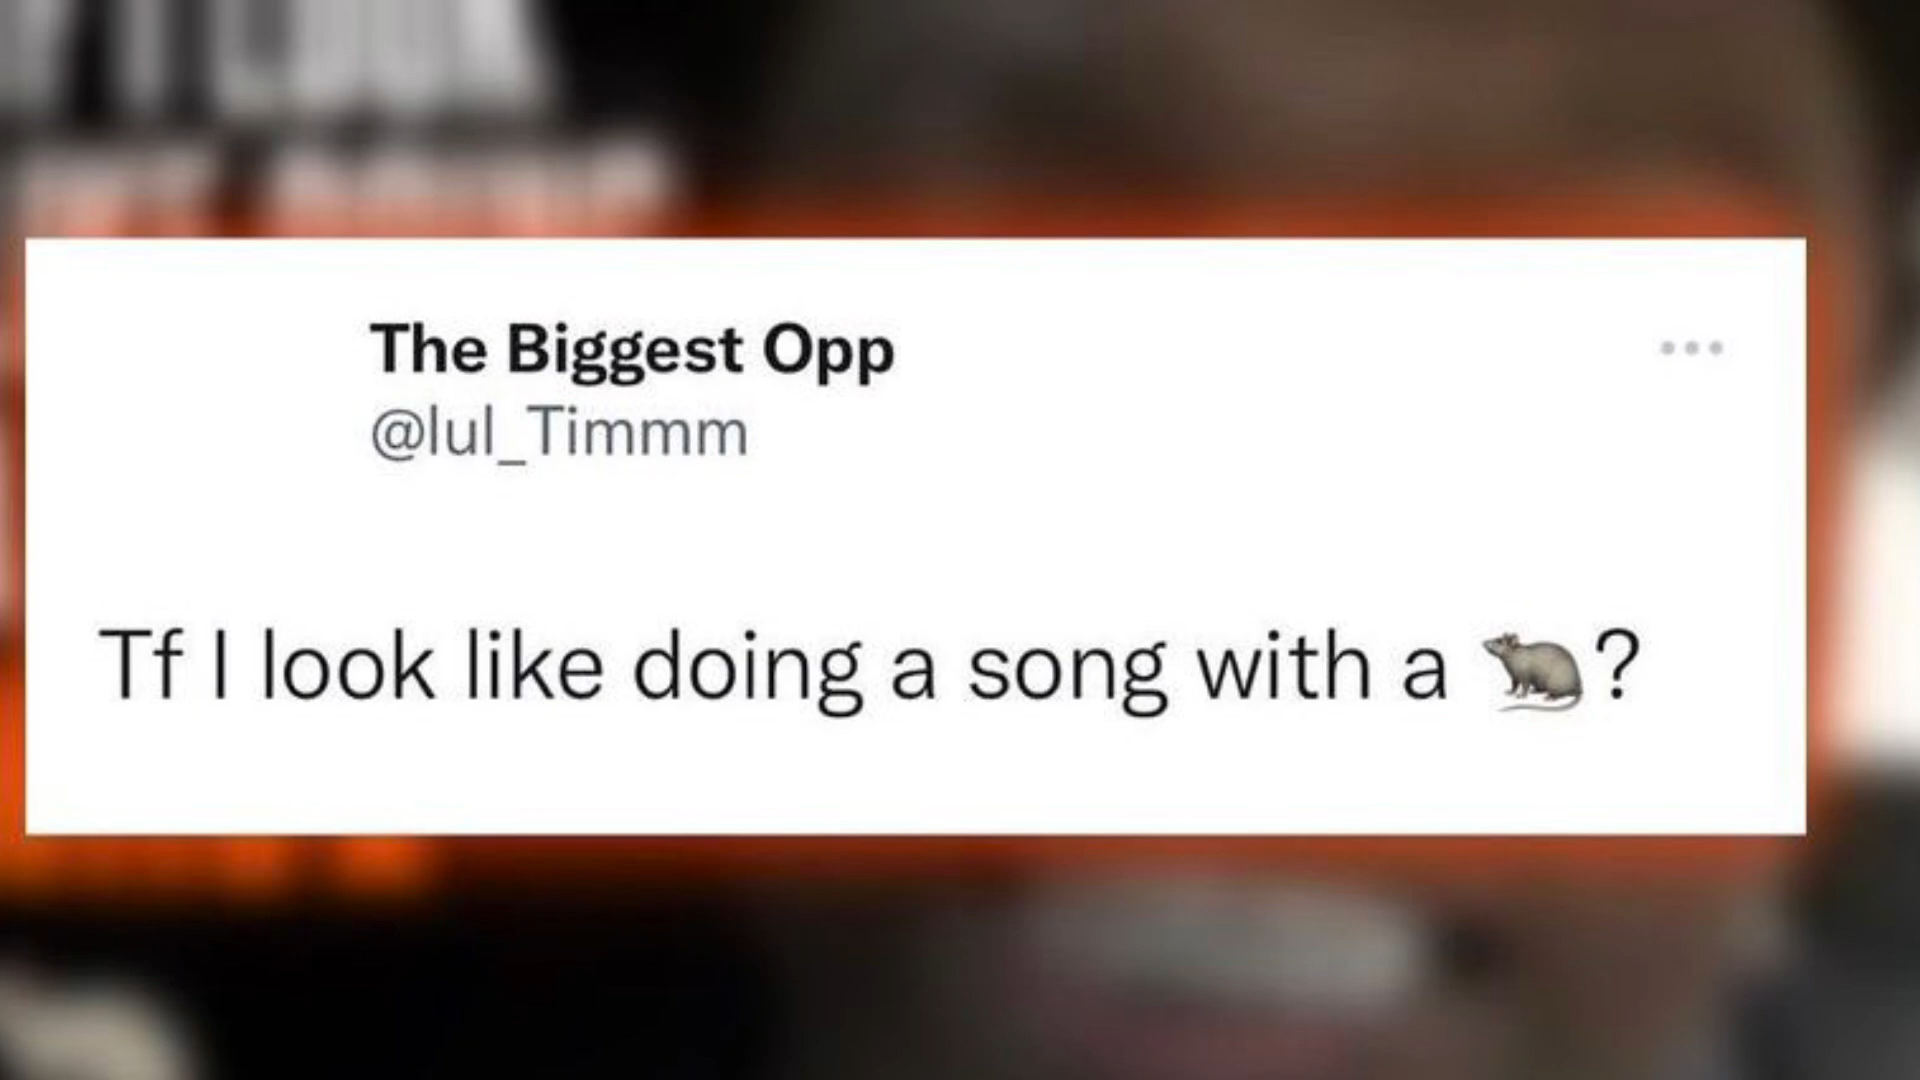 The Biggest Opp
@lul_Timmm
Tf I look like doing a song with a 🐀?